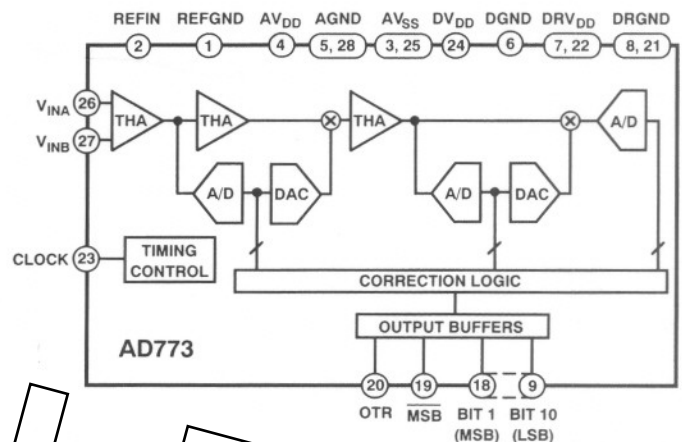 REFIN REFGND AVDD AGND AVSS DVDD DGND DRVDD DRGND
2 1 4 5, 28 3, 25 24 6 7, 22 8, 21
VINA 26 THA THA THA A/D
VINB 27
A/D DAC A/D DAC
CLOCK 23 TIMING CONTROL
CORRECTION LOGIC
OUTPUT BUFFERS
AD773
20 19 18 9
OTR MSB BIT 1 BIT 10
(MSB) (LSB)